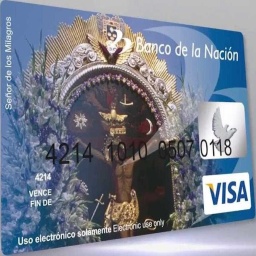 Banco de la Nación
Señor de los Milagros
4214 1010 0507 0118
4214
VENCE
FIN DE
VISA
Uso electrónico solamente Electronic use only